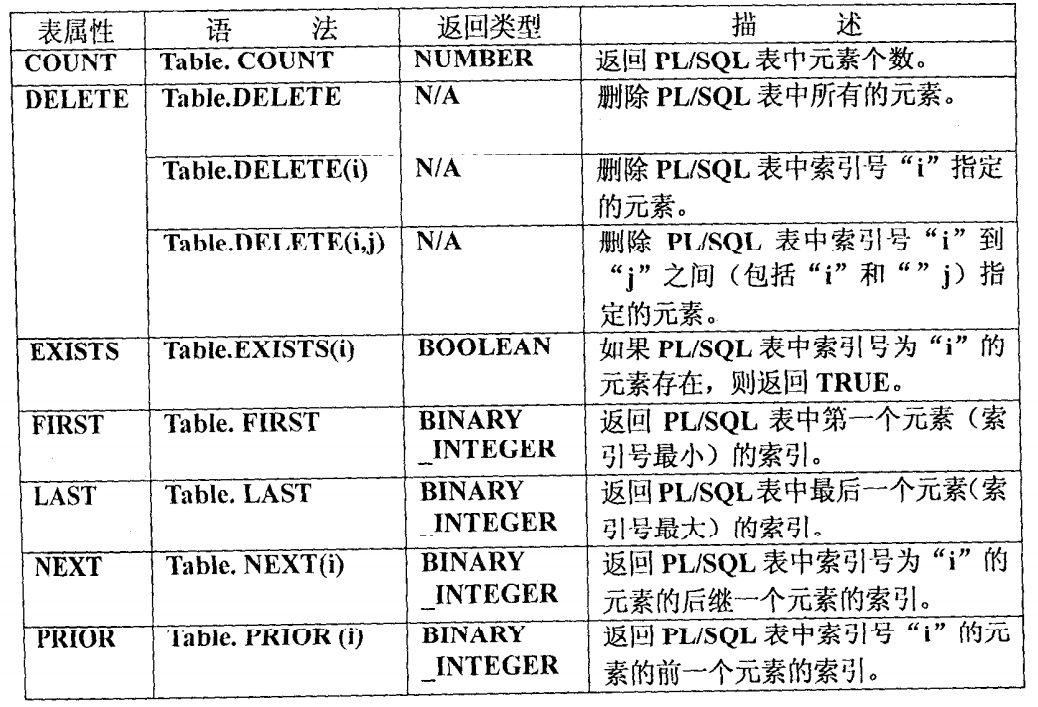 表属性 语 法 返回类型 描 述
COUNT Table. COUNT NUMBER 返回 PL/SQL 表中元素个数。
DELETE Table.DELETE N/A 删除 PL/SQL 表中所有的元素。
Table.DELETE(i) N/A 删除 PL/SQL 表中索引号“i”指定
的元素。
Table.DELETE(i,j) N/A 删除 PL/SQL 表中索引号“i”到
“j”之间（包括“i”和“”j）指
定的元素。
EXISTS Table.EXISTS(i) BOOLEAN 如果 PL/SQL 表中索引号为“i”的
元素存在，则返回 TRUE。
FIRST Table. FIRST BINARY 返回 PL/SQL 表中第一个元素（索
_INTEGER 引号最小）的索引。
LAST Table. LAST BINARY 返回 PL/SQL 表中最后一个元素（索
_INTEGER 引号最大）的索引.
NEXT Table. NEXT(i) BINARY 返回 PL/SQL 表中索引号为“i”的
_INTEGER 元素的后继一个元素的索引。
PRIOR Table. PRIOR (i) BINARY 返回 PL/SQL 表中索引号“i”的元
_INTEGER 素的前一个元素的索引。